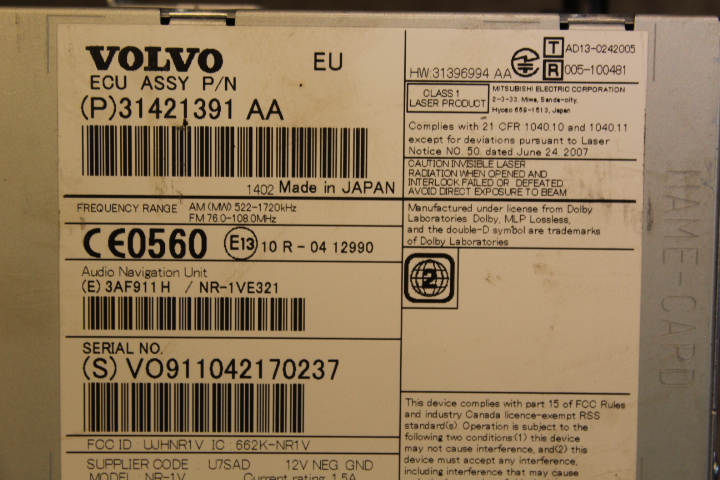 VOLVO EU
ECU ASSY P/N
(P)31421391 AA
1402 Made in JAPAN
FREQUENCY RANGE AM (MW) 522-1720kHz
FM 76.0-108.0MHz
CE0560 E13 10 R - 04 12990
Audio Navigation Unit
(E) 3AF911H / NR-1VE321
SERIAL NO.
(S) VO911042170237
FCC ID : UJHNR1V IC : 662K-NR1V
SUPPLIER CODE : U7SAD 12V NEG GND
MODEL NR-1V Current rating 1.5A
HW:31396994 AA
T AD13-0242005
R 005-100481
CLASS 1
LASER PRODUCT
MITSUBISHI ELECTRIC CORPORATION
2-3-33, Miwa, Sanda-city,
Hyogo 669-1513, Japan
Complies with 21 CFR 1040.10 and 1040.11
except for deviations pursuant to Laser
Notice NO. 50, dated June 24, 2007
CAUTION INVISIBLE LASER
RADIATION WHEN OPENED AND
INTERLOCK FAILED OR DEFEATED.
AVOID DIRECT EXPOSURE TO BEAM
Manufactured under license from Dolby
Laboratories. Dolby, MLP Lossless,
and the double-D symbol are trademarks
of Dolby Laboratories
2
This device complies with part 15 of FCC Rules
and industry Canada licence-exempt RSS
standard(s). Operation is subject to the
following two conditions:(1) this device
may not cause interference, and(2) this
device must accept any interference,
including interference that may cause
NAME-CARD